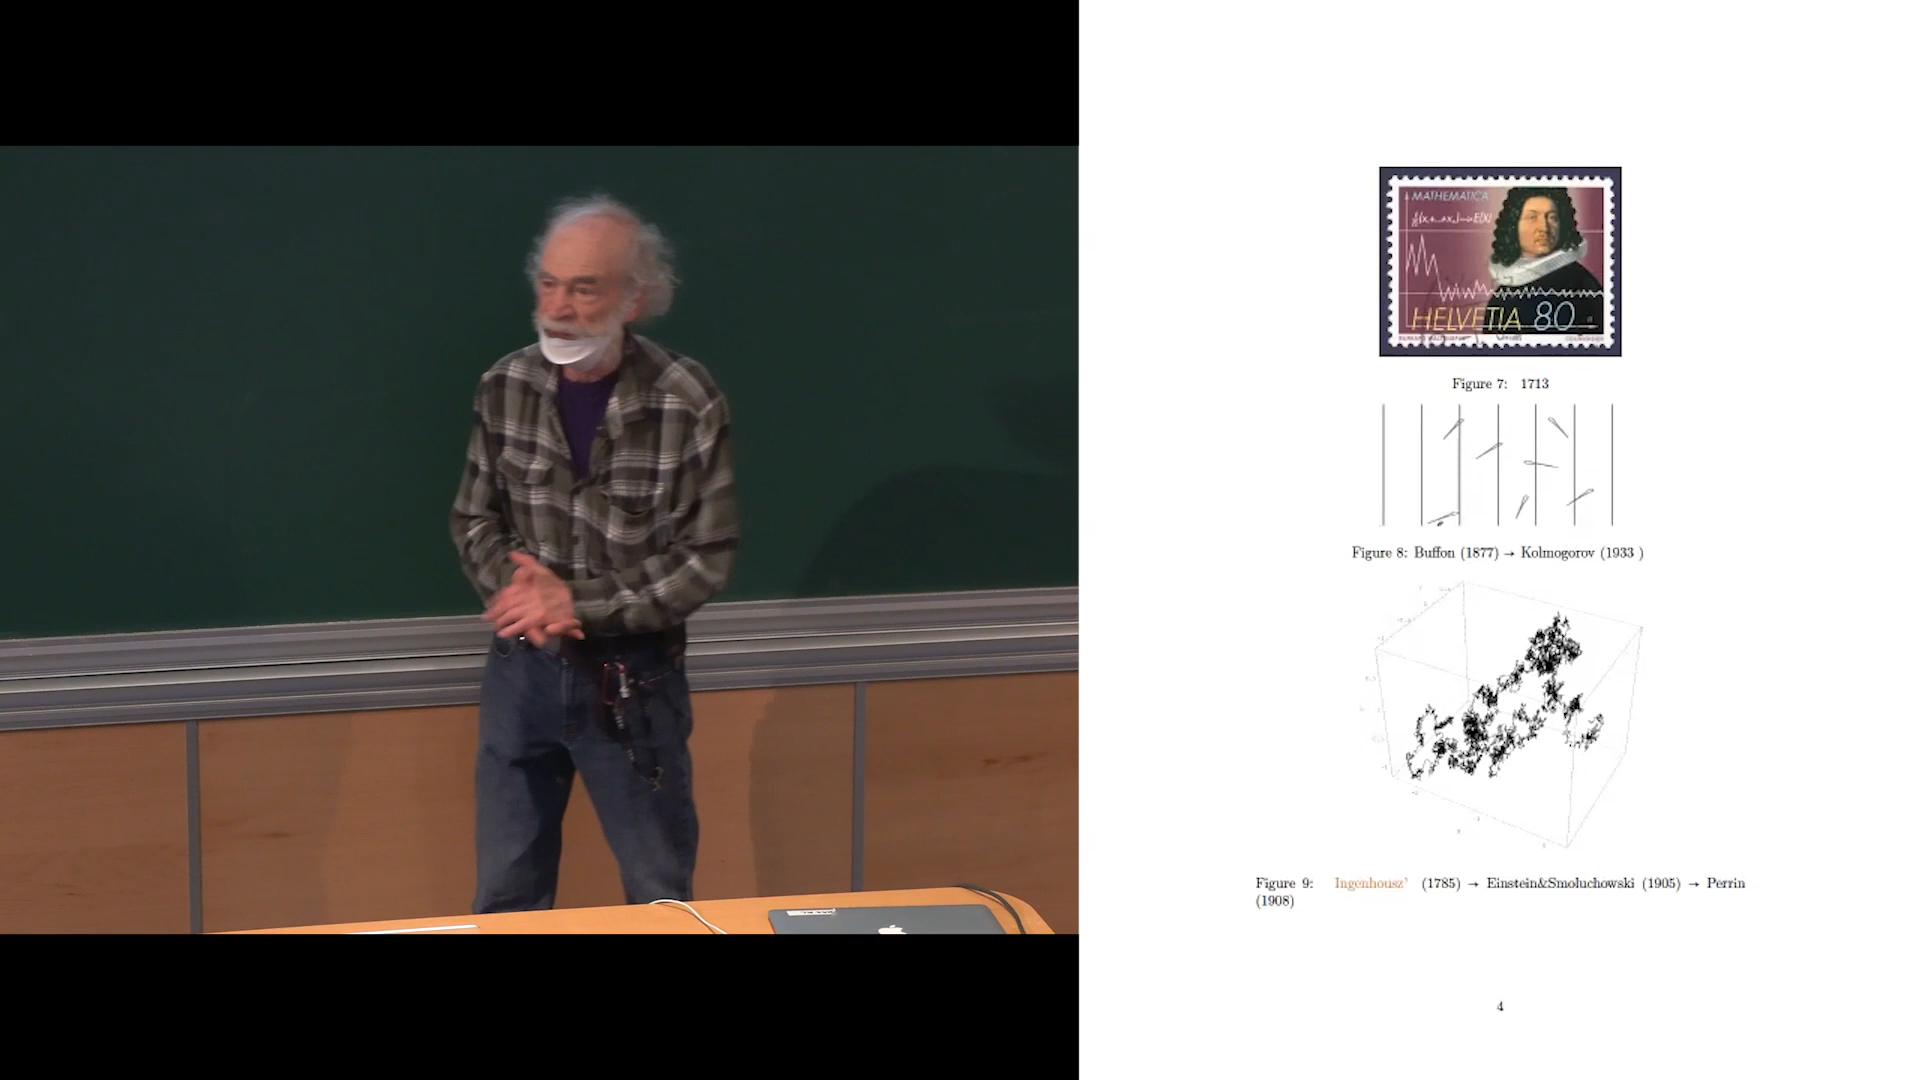 MATHEMATICA
HELVETIA 80
Figure 7: 1713
Figure 8: Buffon (1877) → Kolmogorov (1933 )
Figure 9: Ingenhousz’ (1785) → Einstein&Smoluchowski (1905) → Perrin
(1908)
4